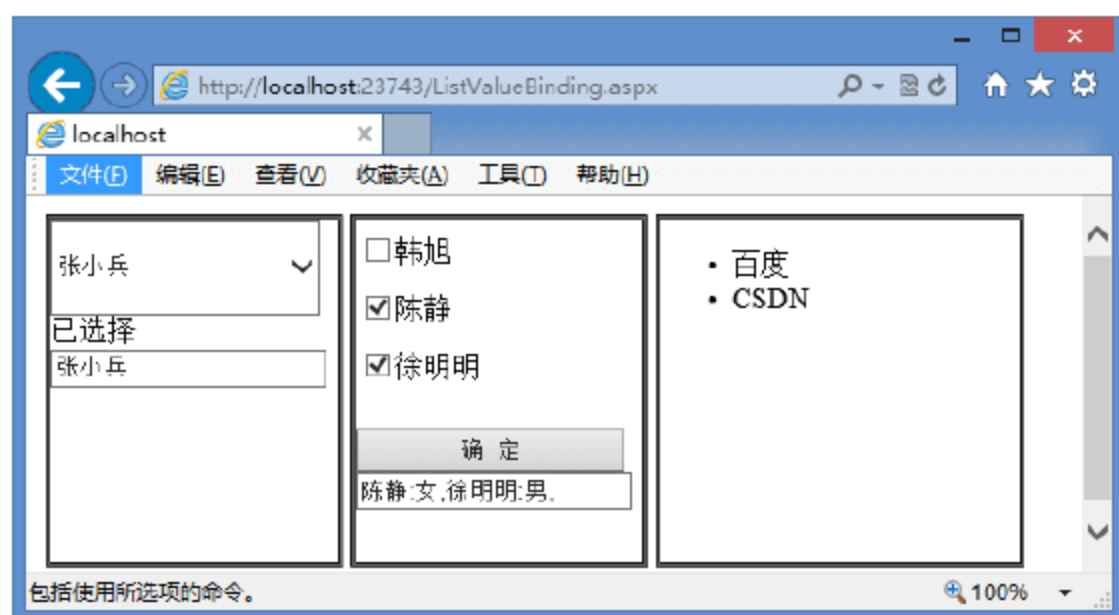 http://localhost:23743/ListValueBinding.aspx
localhost
文件(F) 编辑(E) 查看(V) 收藏夹(A) 工具(T) 帮助(H)
张小兵
已选择
张小兵
韩旭
陈静
徐明明
确 定
陈静:女,徐明明:男,
• 百度
• CSDN
包括使用所选项的命令。
100%